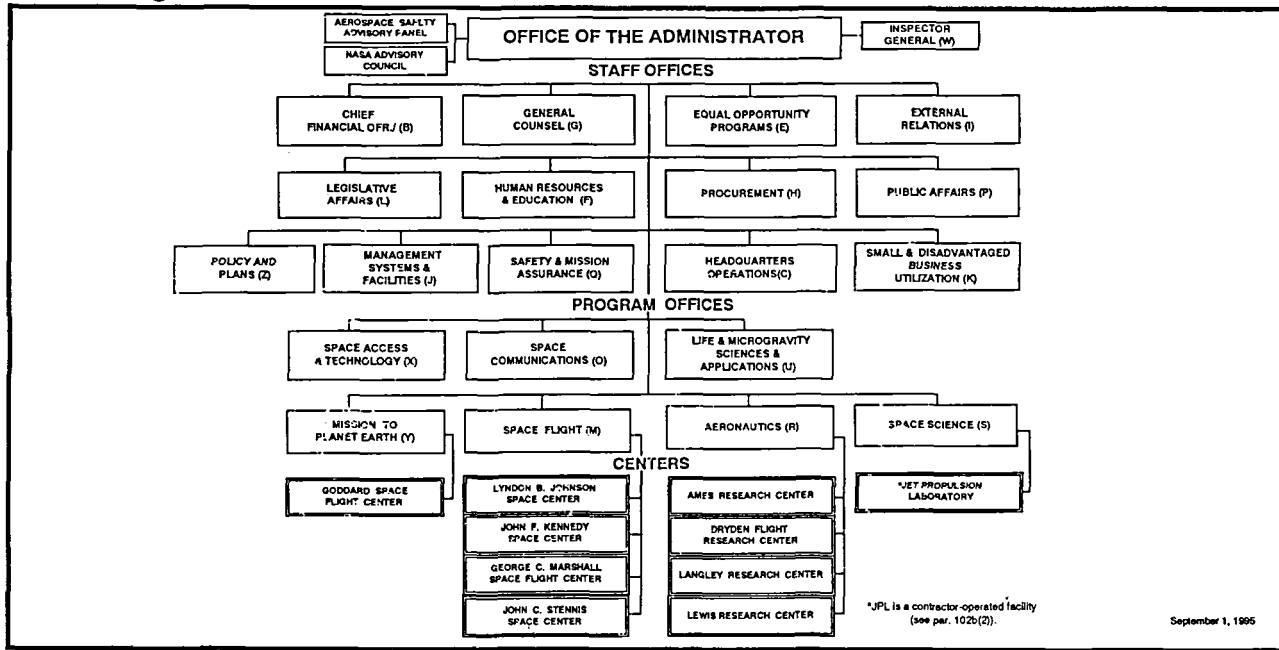 AEROSPACE SAFETY
ADVISORY PANEL
NASA ADVISORY
COUNCIL
OFFICE OF THE ADMINISTRATOR
INSPECTOR
GENERAL (W)
STAFF OFFICES
CHIEF
FINANCIAL OFR./ (B)
GENERAL
COUNSEL (G)
EQUAL OPPORTUNITY
PROGRAMS (E)
EXTERNAL
RELATIONS (I)
LEGISLATIVE
AFFAIRS (L)
HUMAN RESOURCES
& EDUCATION (F)
PROCUREMENT (H)
PUBLIC AFFAIRS (P)
POLICY AND
PLANS (Z)
MANAGEMENT
SYSTEMS &
FACILITIES (J)
SAFETY & MISSION
ASSURANCE (Q)
HEADQUARTERS
OPERATIONS(C)
SMALL & DISADVANTAGED
BUSINESS
UTILIZATION (K)
PROGRAM OFFICES
SPACE ACCESS
& TECHNOLOGY (X)
SPACE
COMMUNICATIONS (O)
LIFE & MICROGRAVITY
SCIENCES &
APPLICATIONS (U)
MISSION TO
PLANET EARTH (Y)
SPACE FLIGHT (M)
AERONAUTICS (R)
SPACE SCIENCE (S)
CENTERS
GODDARD SPACE
FLIGHT CENTER
LYNDON B. JOHNSON
SPACE CENTER
JOHN F. KENNEDY
SPACE CENTER
GEORGE C. MARSHALL
SPACE FLIGHT CENTER
JOHN C. STENNIS
SPACE CENTER
AMES RESEARCH CENTER
DRYDEN FLIGHT
RESEARCH CENTER
LANGLEY RESEARCH CENTER
LEWIS RESEARCH CENTER
*JET PROPULSION
LABORATORY
*JPL is a contractor-operated facility
(see par. 102b(2)).
September 1, 1995